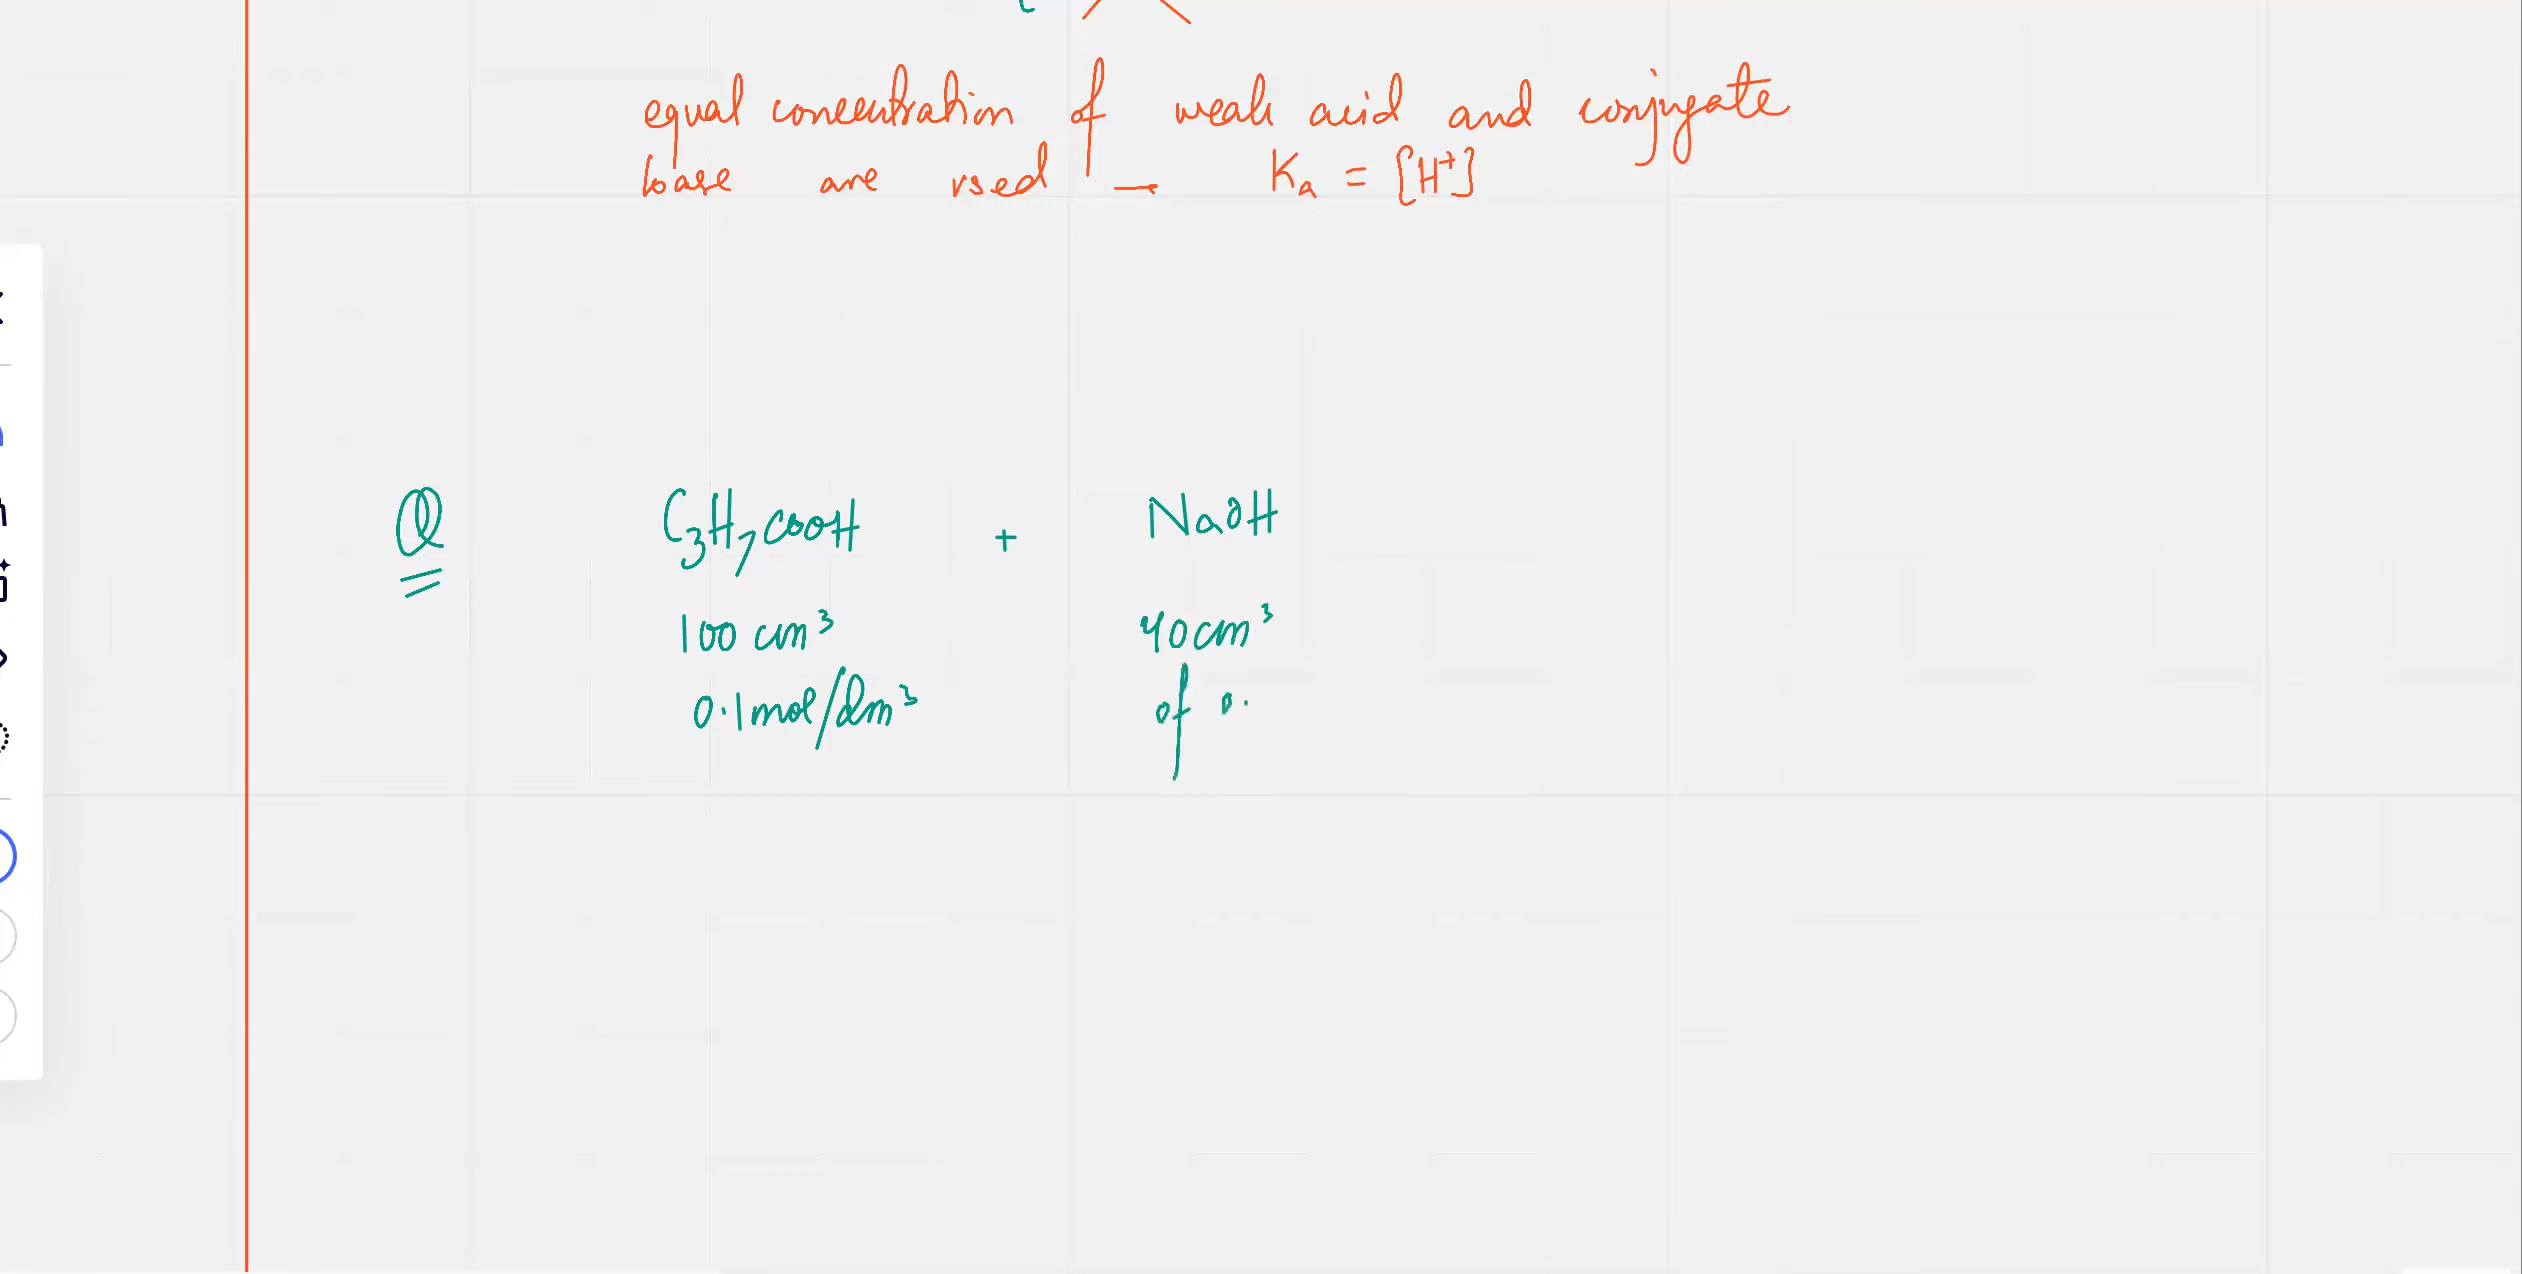 equal concentration of weak acid and conjugate
base are used → Ka = [H⁺]
Q C₃H₇COOH + NaOH
100 cm³ 40cm³
0.1mol/dm³ of 0.